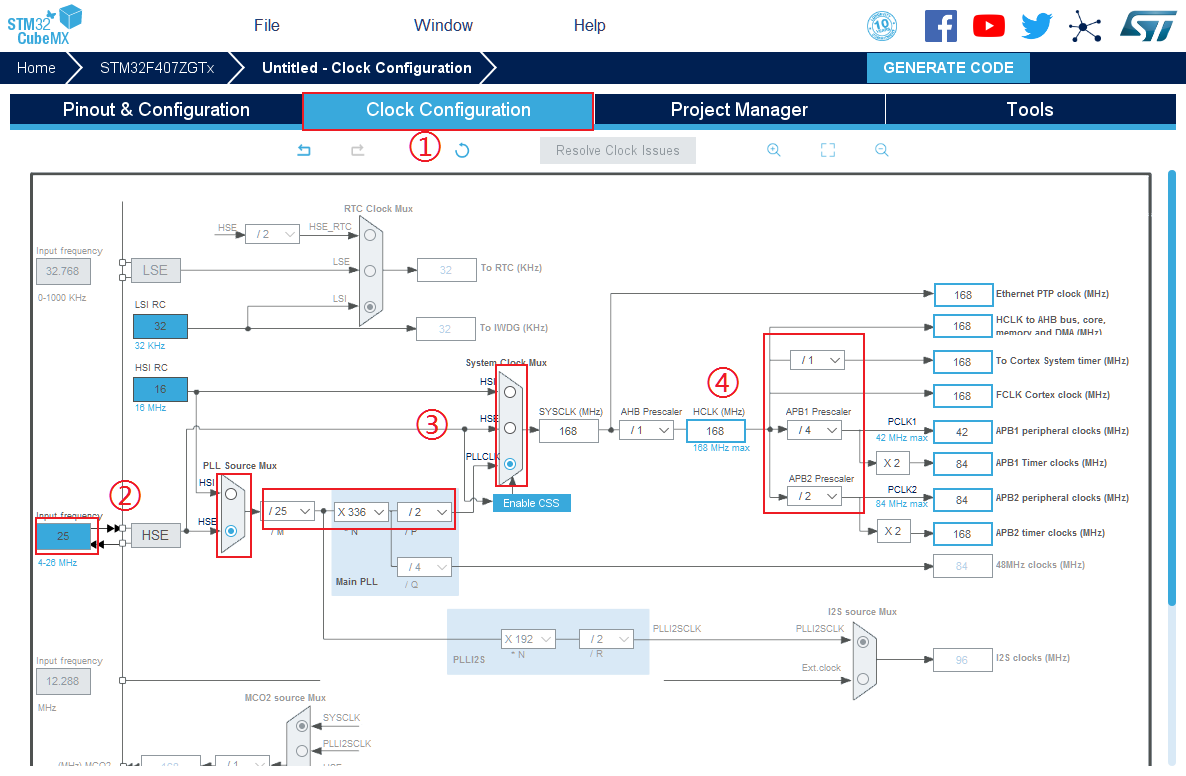 STM32
CubeMX
File
Window
Help
10
Home
STM32F407ZGTx
Untitled - Clock Configuration
GENERATE CODE
Pinout & Configuration
Clock Configuration
Project Manager
Tools
①
Resolve Clock Issues
RTC Clock Mux
HSE
/ 2
HSE_RTC
Input frequency
32.768
0-1000 KHz
LSE
LSE
32
To RTC (KHz)
LSI RC
LSI
32
32 KHz
32
To IWDG (KHz)
168
Ethernet PTP clock (MHz)
168
HCLK to AHB bus, core,
memory and DMA (MHz)
HSI RC
16
16 MHz
System Clock Mux
HSI
/ 1
168
To Cortex System timer (MHz)
④
168
FCLK Cortex clock (MHz)
③
HSE
SYSCLK (MHz)
168
AHB Prescaler
/ 1
HCLK (MHz)
168
168 MHz max
APB1 Prescaler
/ 4
PCLK1
42 MHz max
42
APB1 peripheral clocks (MHz)
PLLCLK
X 2
84
APB1 Timer clocks (MHz)
PLL Source Mux
HSI
②
APB2 Prescaler
/ 2
PCLK2
84 MHz max
84
APB2 peripheral clocks (MHz)
Enable CSS
Input frequency
25
4-26 MHz
HSE
HSE
/ 25
/ M
X 336
* N
/ 2
/ P
X 2
168
APB2 timer clocks (MHz)
/ 4
/ Q
Main PLL
84
48MHz clocks (MHz)
I2S source Mux
X 192
* N
/ 2
/ R
PLLI2S
PLLI2SCLK
PLLI2SCLK
Ext.clock
96
I2S clocks (MHz)
Input frequency
12.288
MHz
MCO2 source Mux
SYSCLK
PLLI2SCLK
HSE
(MHz) MCO2
168
/ 1